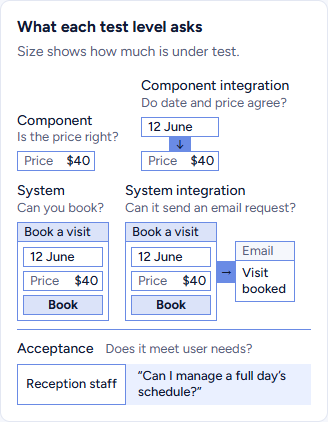 What each test level asks
Size shows how much is under test.
Component integration
Do date and price agree?
12 June
↓
Price $40
Component
Is the price right?
Price $40
System
Can you book?
Book a visit
12 June
Price $40
Book
System integration
Can it send an email request?
Book a visit
12 June
Price $40
Book
→
Email
Visit
booked
Acceptance Does it meet user needs?
Reception staff
“Can I manage a full day’s
schedule?”